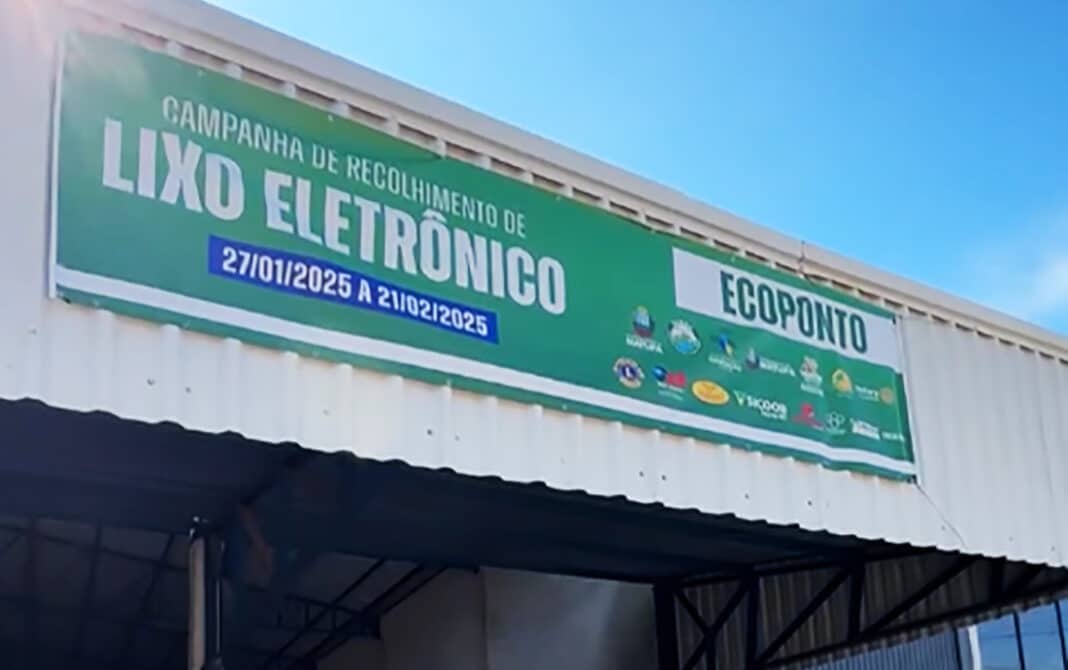 CAMPANHA DE RECOLHIMENTO DE
LIXO ELETRÔNICO
27/01/2025 A 21/02/2025
ECOPONTO
SICOOB